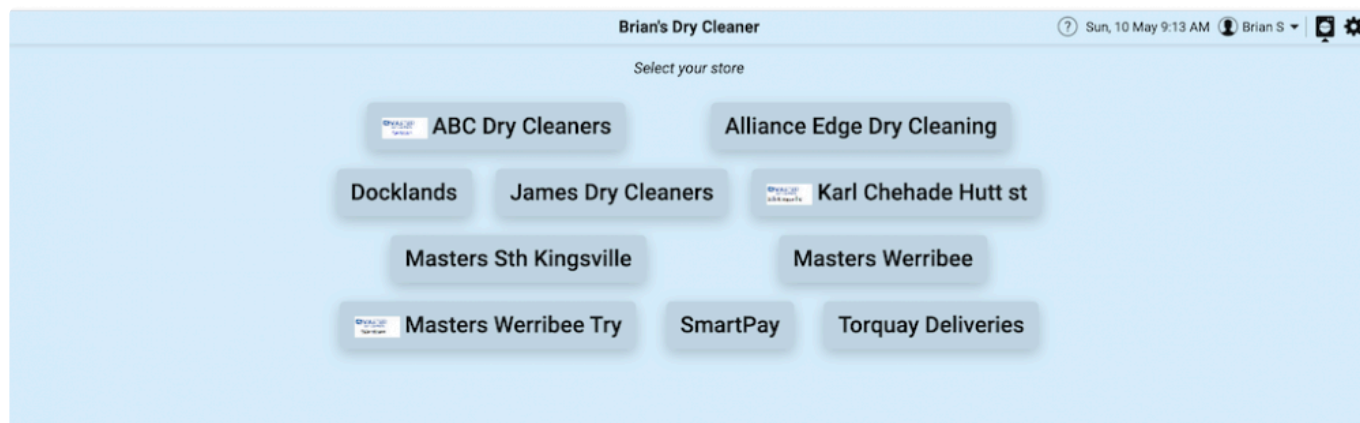 Brian's Dry Cleaner
? Sun, 10 May 9:13 AM Brian S
Select your store
ABC Dry Cleaners
Alliance Edge Dry Cleaning
Docklands
James Dry Cleaners
Karl Chehade Hutt st
Masters Sth Kingsville
Masters Werribee
Masters Werribee Try
SmartPay
Torquay Deliveries